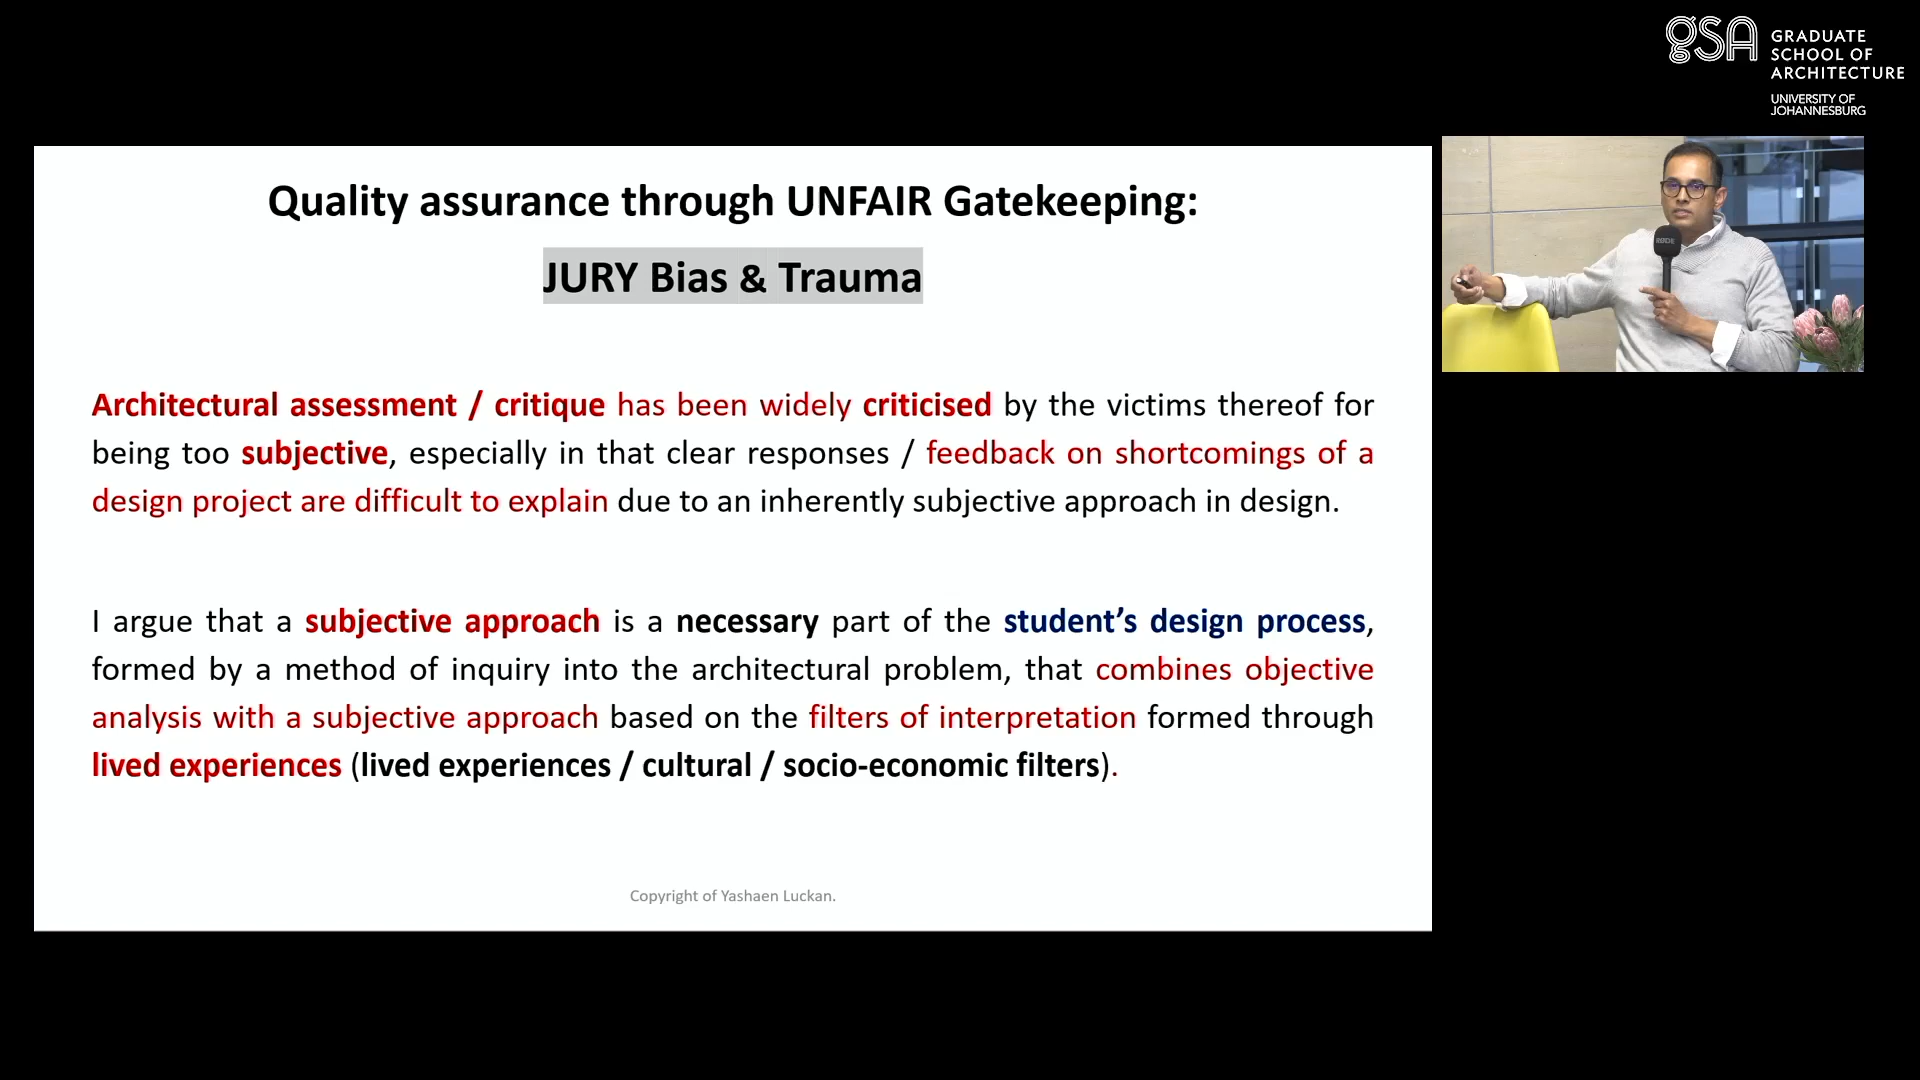 gsa
GRADUATE
SCHOOL OF
ARCHITECTURE
UNIVERSITY OF
JOHANNESBURG
Quality assurance through UNFAIR Gatekeeping:
JURY Bias & Trauma
Architectural assessment / critique has been widely criticised by the victims thereof for
being too subjective, especially in that clear responses / feedback on shortcomings of a
design project are difficult to explain due to an inherently subjective approach in design.
I argue that a subjective approach is a necessary part of the student’s design process,
formed by a method of inquiry into the architectural problem, that combines objective
analysis with a subjective approach based on the filters of interpretation formed through
lived experiences (lived experiences / cultural / socio-economic filters).
Copyright of Yashaen Luckan.
RØDE